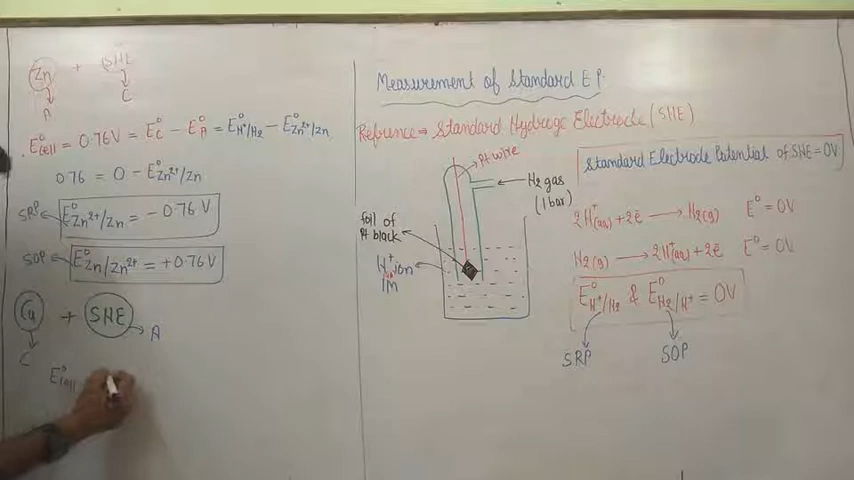 Zn + SHE
A C
E°cell = 0.76V = E°C - E°A = E°H⁺/H₂ - E°Zn²⁺/Zn
0.76 = 0 - E°Zn²⁺/Zn
SRP E°Zn²⁺/Zn = -0.76 V
SOP E°Zn/Zn²⁺ = +0.76V
Cu + SHE → A
C
E°cell
Measurement of Standard E.P.
Refrence ⇒ Standard Hydroge Electrode (SHE)
Pt wire
H₂ gas
(1 bar)
foil of
Pt black
H⁺ion
1M
Standard Electrode Potential of SHE = 0V
2H⁺(aq) + 2e⁻ → H₂(g) E° = 0V
H₂(g) → 2H⁺(aq) + 2e⁻ E° = 0V
E°H⁺/H₂ & E°H₂/H⁺ = 0V
SRP SOP